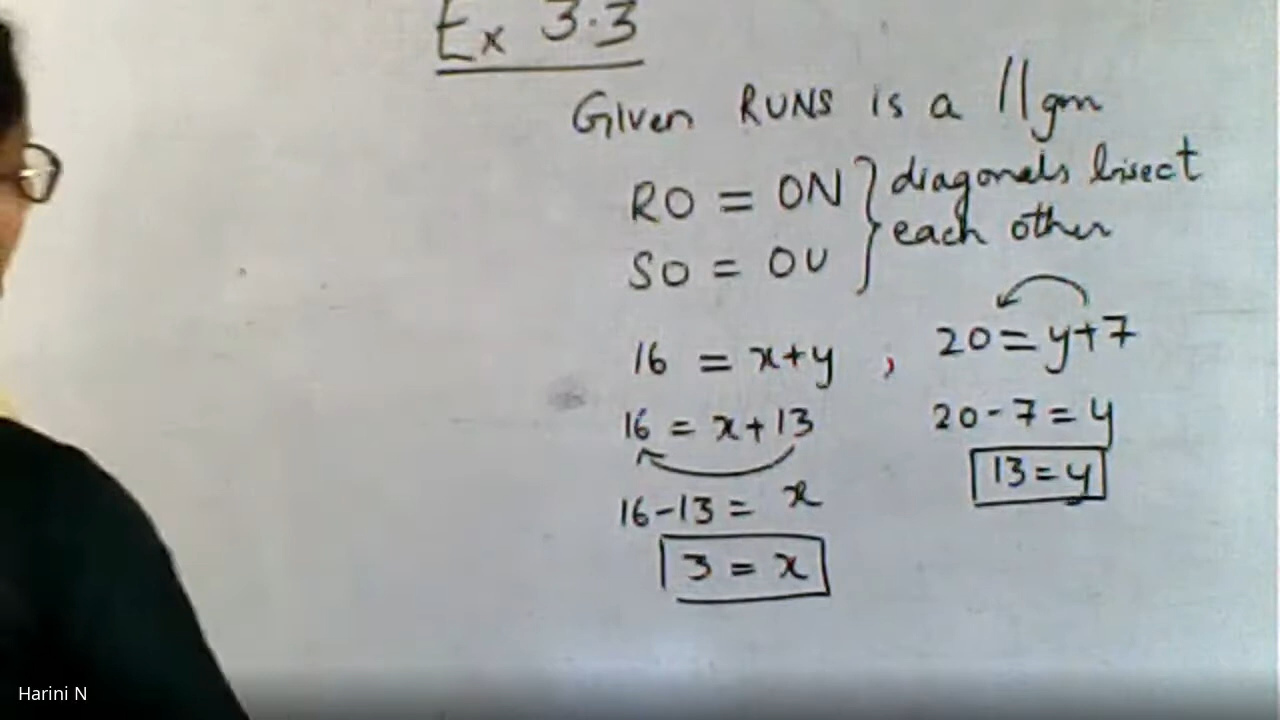 Ex 3.3
Given RUNS is a ||gm
RO = ON } diagonals bisect
SO = OU each other
16 = x+y , 20 = y+7
16 = x+13 20-7 = y
16-13 = x 13 = y
3 = x
Harini N